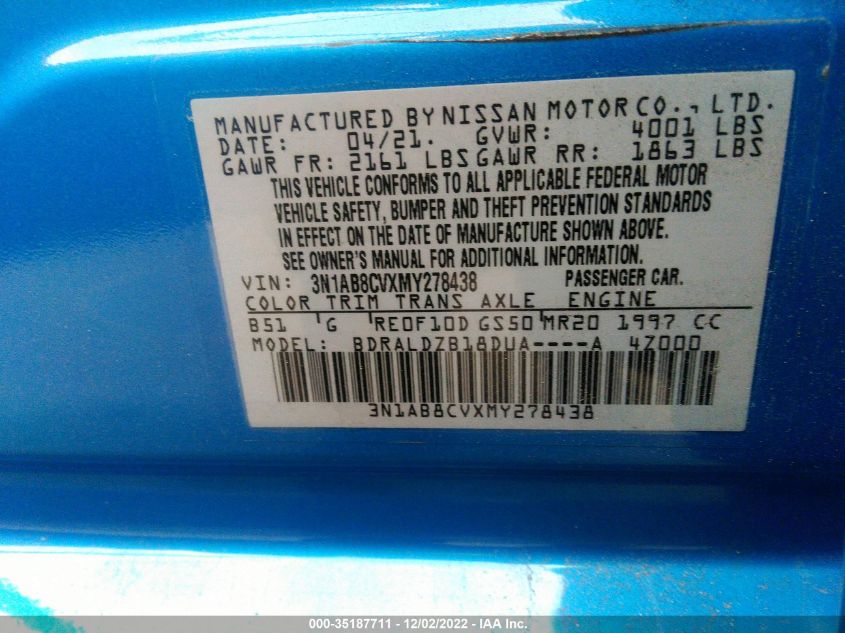 MANUFACTURED BY NISSAN MOTOR CO., LTD.
DATE: 04/21. GVWR: 4001 LBS
GAWR FR: 2161 LBS GAWR RR: 1863 LBS
THIS VEHICLE CONFORMS TO ALL APPLICABLE FEDERAL MOTOR
VEHICLE SAFETY, BUMPER AND THEFT PREVENTION STANDARDS
IN EFFECT ON THE DATE OF MANUFACTURE SHOWN ABOVE.
SEE OWNER'S MANUAL FOR ADDITIONAL INFORMATION.
VIN: 3N1AB8CVXMY278438 PASSENGER CAR.
COLOR TRIM TRANS AXLE ENGINE
B51 G RE0F10D GS50 MR20 1997 CC
MODEL: BDRALDZB18DUA----A 4Z000
3N1AB8CVXMY278438
000-35187711 - 12/02/2022 - IAA Inc.